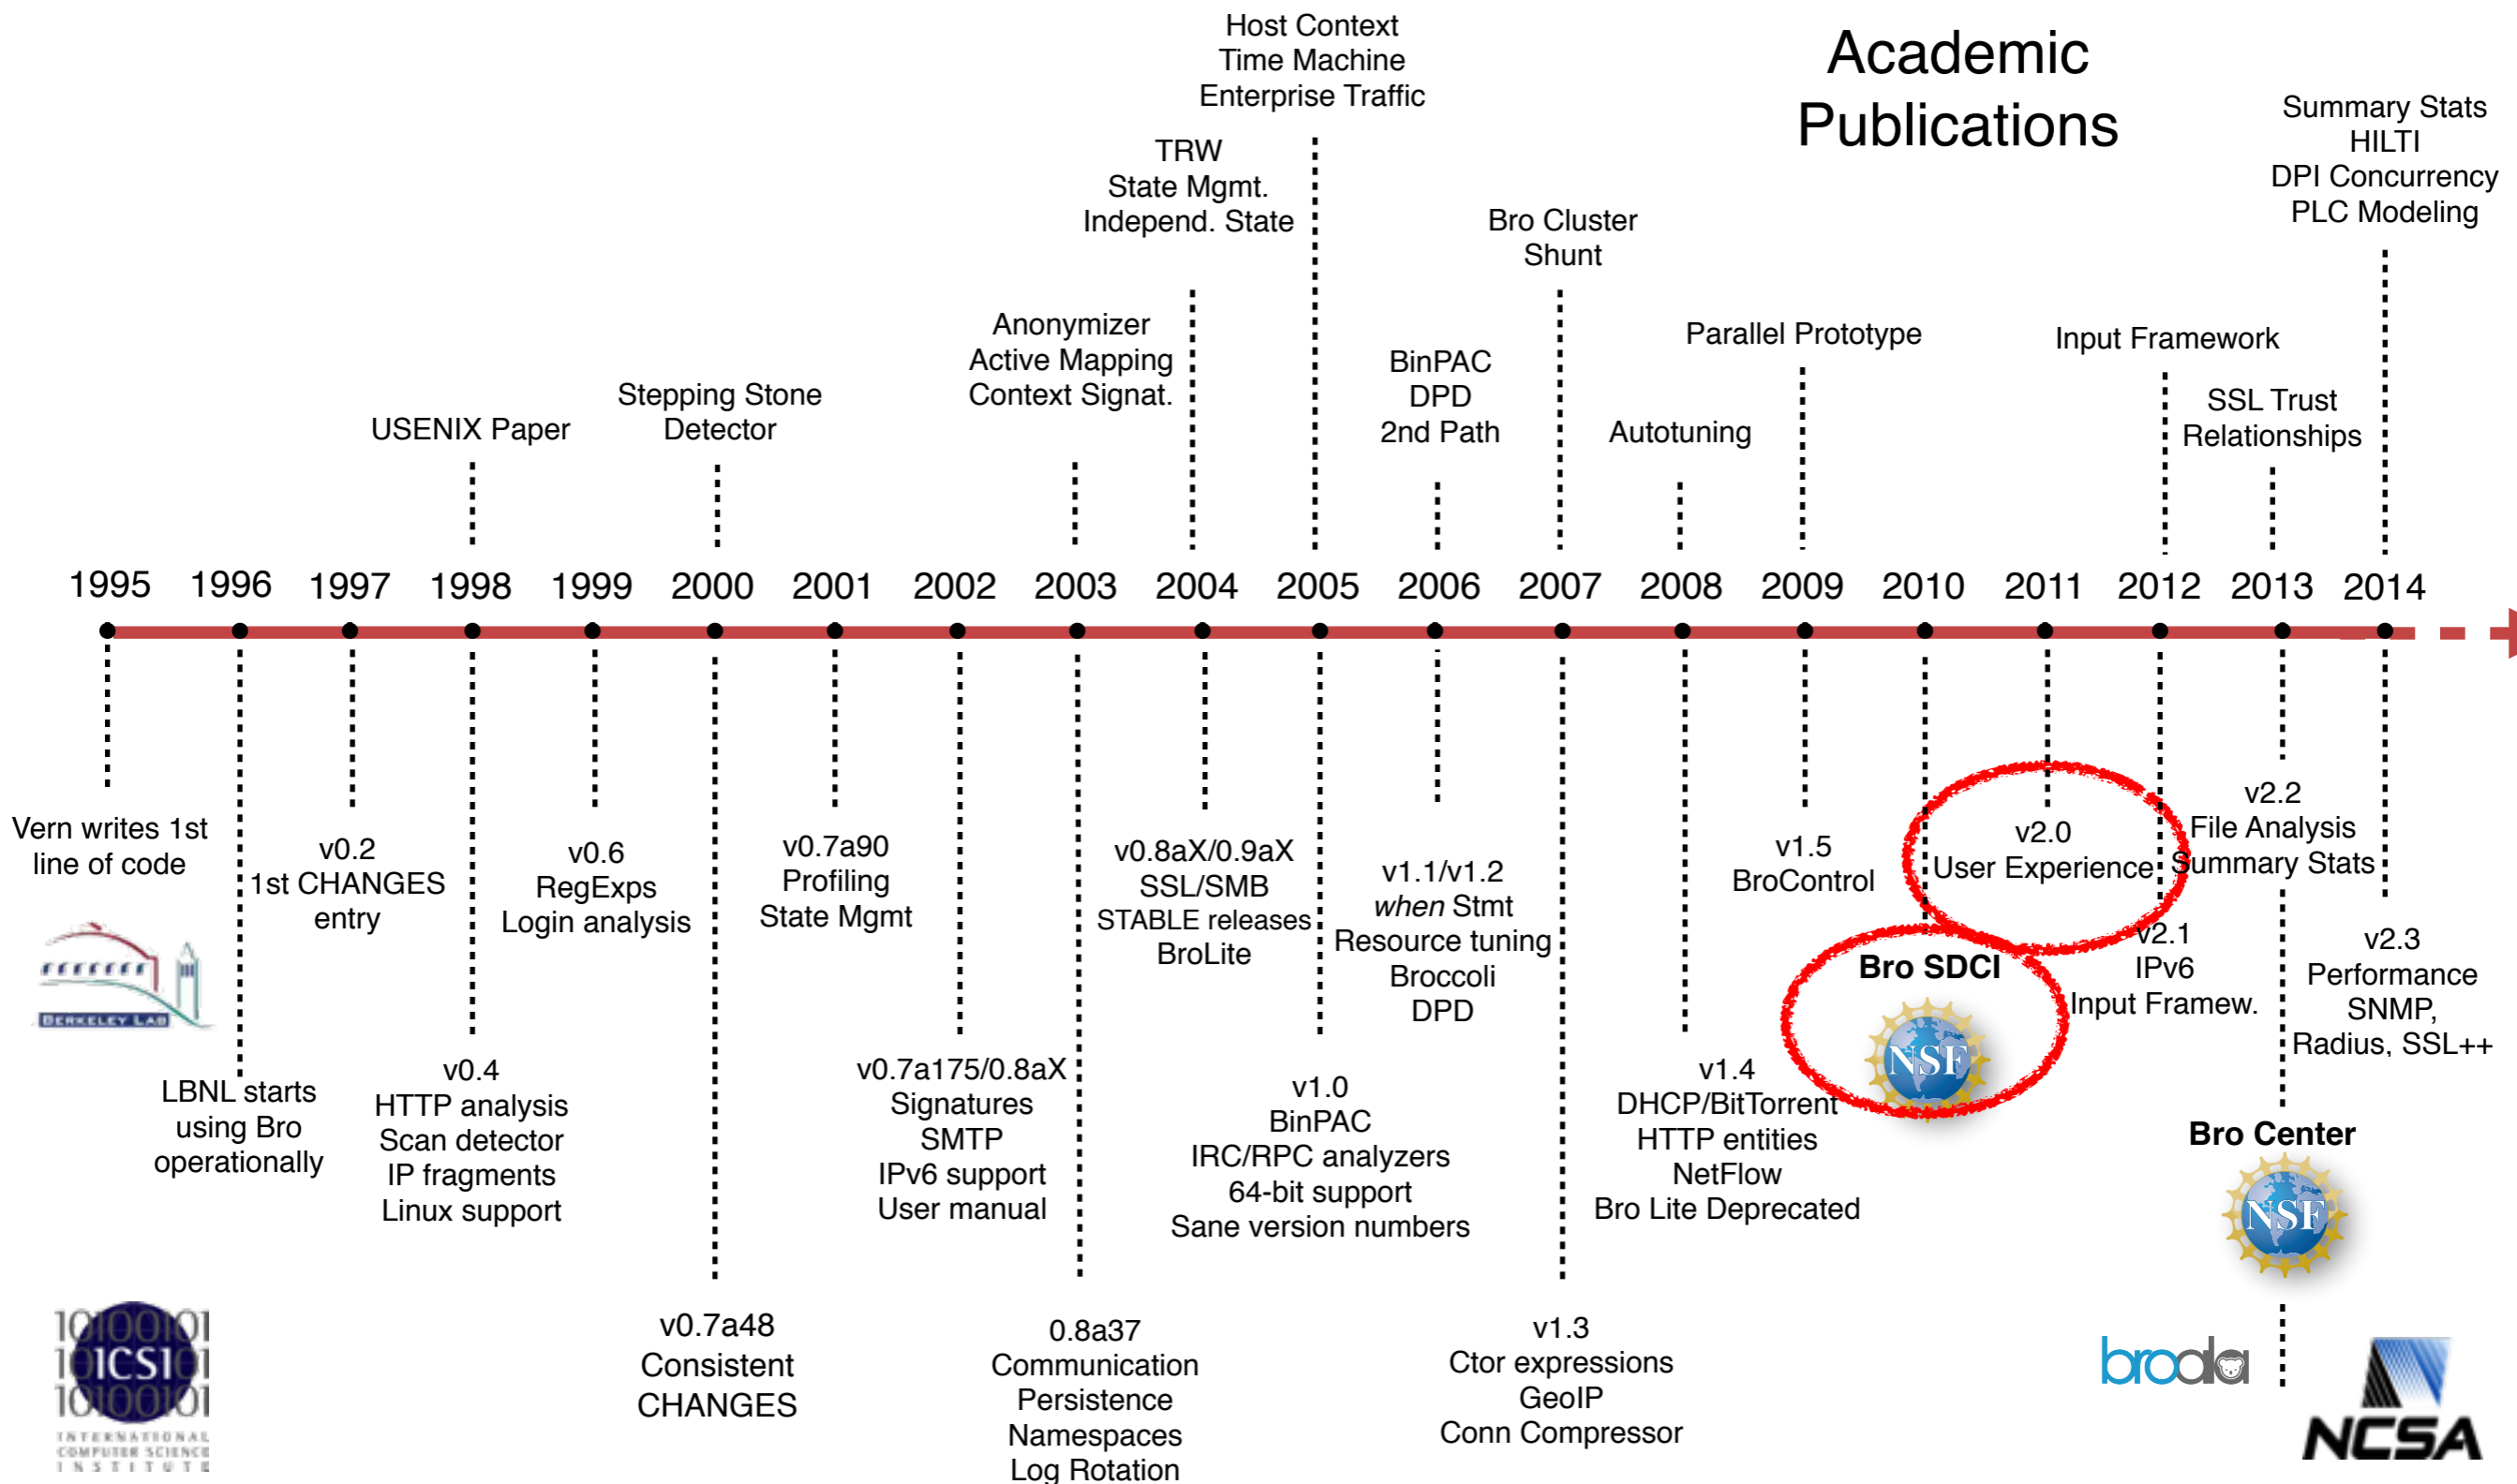 Academic
Publications
Host Context
Time Machine
Enterprise Traffic
Summary Stats
HILTI
DPI Concurrency
PLC Modeling
TRW
State Mgmt.
Independ. State
Bro Cluster
Shunt
Anonymizer
Active Mapping
Context Signat.
Parallel Prototype
Input Framework
BinPAC
DPD
2nd Path
Stepping Stone
Detector
SSL Trust
Relationships
USENIX Paper
Autotuning
1995 1996 1997 1998 1999 2000 2001 2002 2003 2004 2005 2006 2007 2008 2009 2010 2011 2012 2013 2014
Vern writes 1st
line of code
BERKELEY LAB
LBNL starts
using Bro
operationally
v0.2
1st CHANGES
entry
v0.4
HTTP analysis
Scan detector
IP fragments
Linux support
v0.6
RegExps
Login analysis
v0.7a48
Consistent
CHANGES
v0.7a90
Profiling
State Mgmt
v0.7a175/0.8aX
Signatures
SMTP
IPv6 support
User manual
0.8a37
Communication
Persistence
Namespaces
Log Rotation
v0.8aX/0.9aX
SSL/SMB
STABLE releases
BroLite
v1.0
BinPAC
IRC/RPC analyzers
64-bit support
Sane version numbers
v1.1/v1.2
when Stmt
Resource tuning
Broccoli
DPD
v1.3
Ctor expressions
GeoIP
Conn Compressor
v1.4
DHCP/BitTorrent
HTTP entities
NetFlow
Bro Lite Deprecated
v1.5
BroControl
Bro SDCI
NSF
v2.0
User Experience
v2.1
IPv6
Input Framew.
v2.2
File Analysis
Summary Stats
Bro Center
NSF
v2.3
Performance
SNMP,
Radius, SSL++
10100101
10ICSI01
10100101
INTERNATIONAL
COMPUTER SCIENCE
INSTITUTE
broala
NCSA